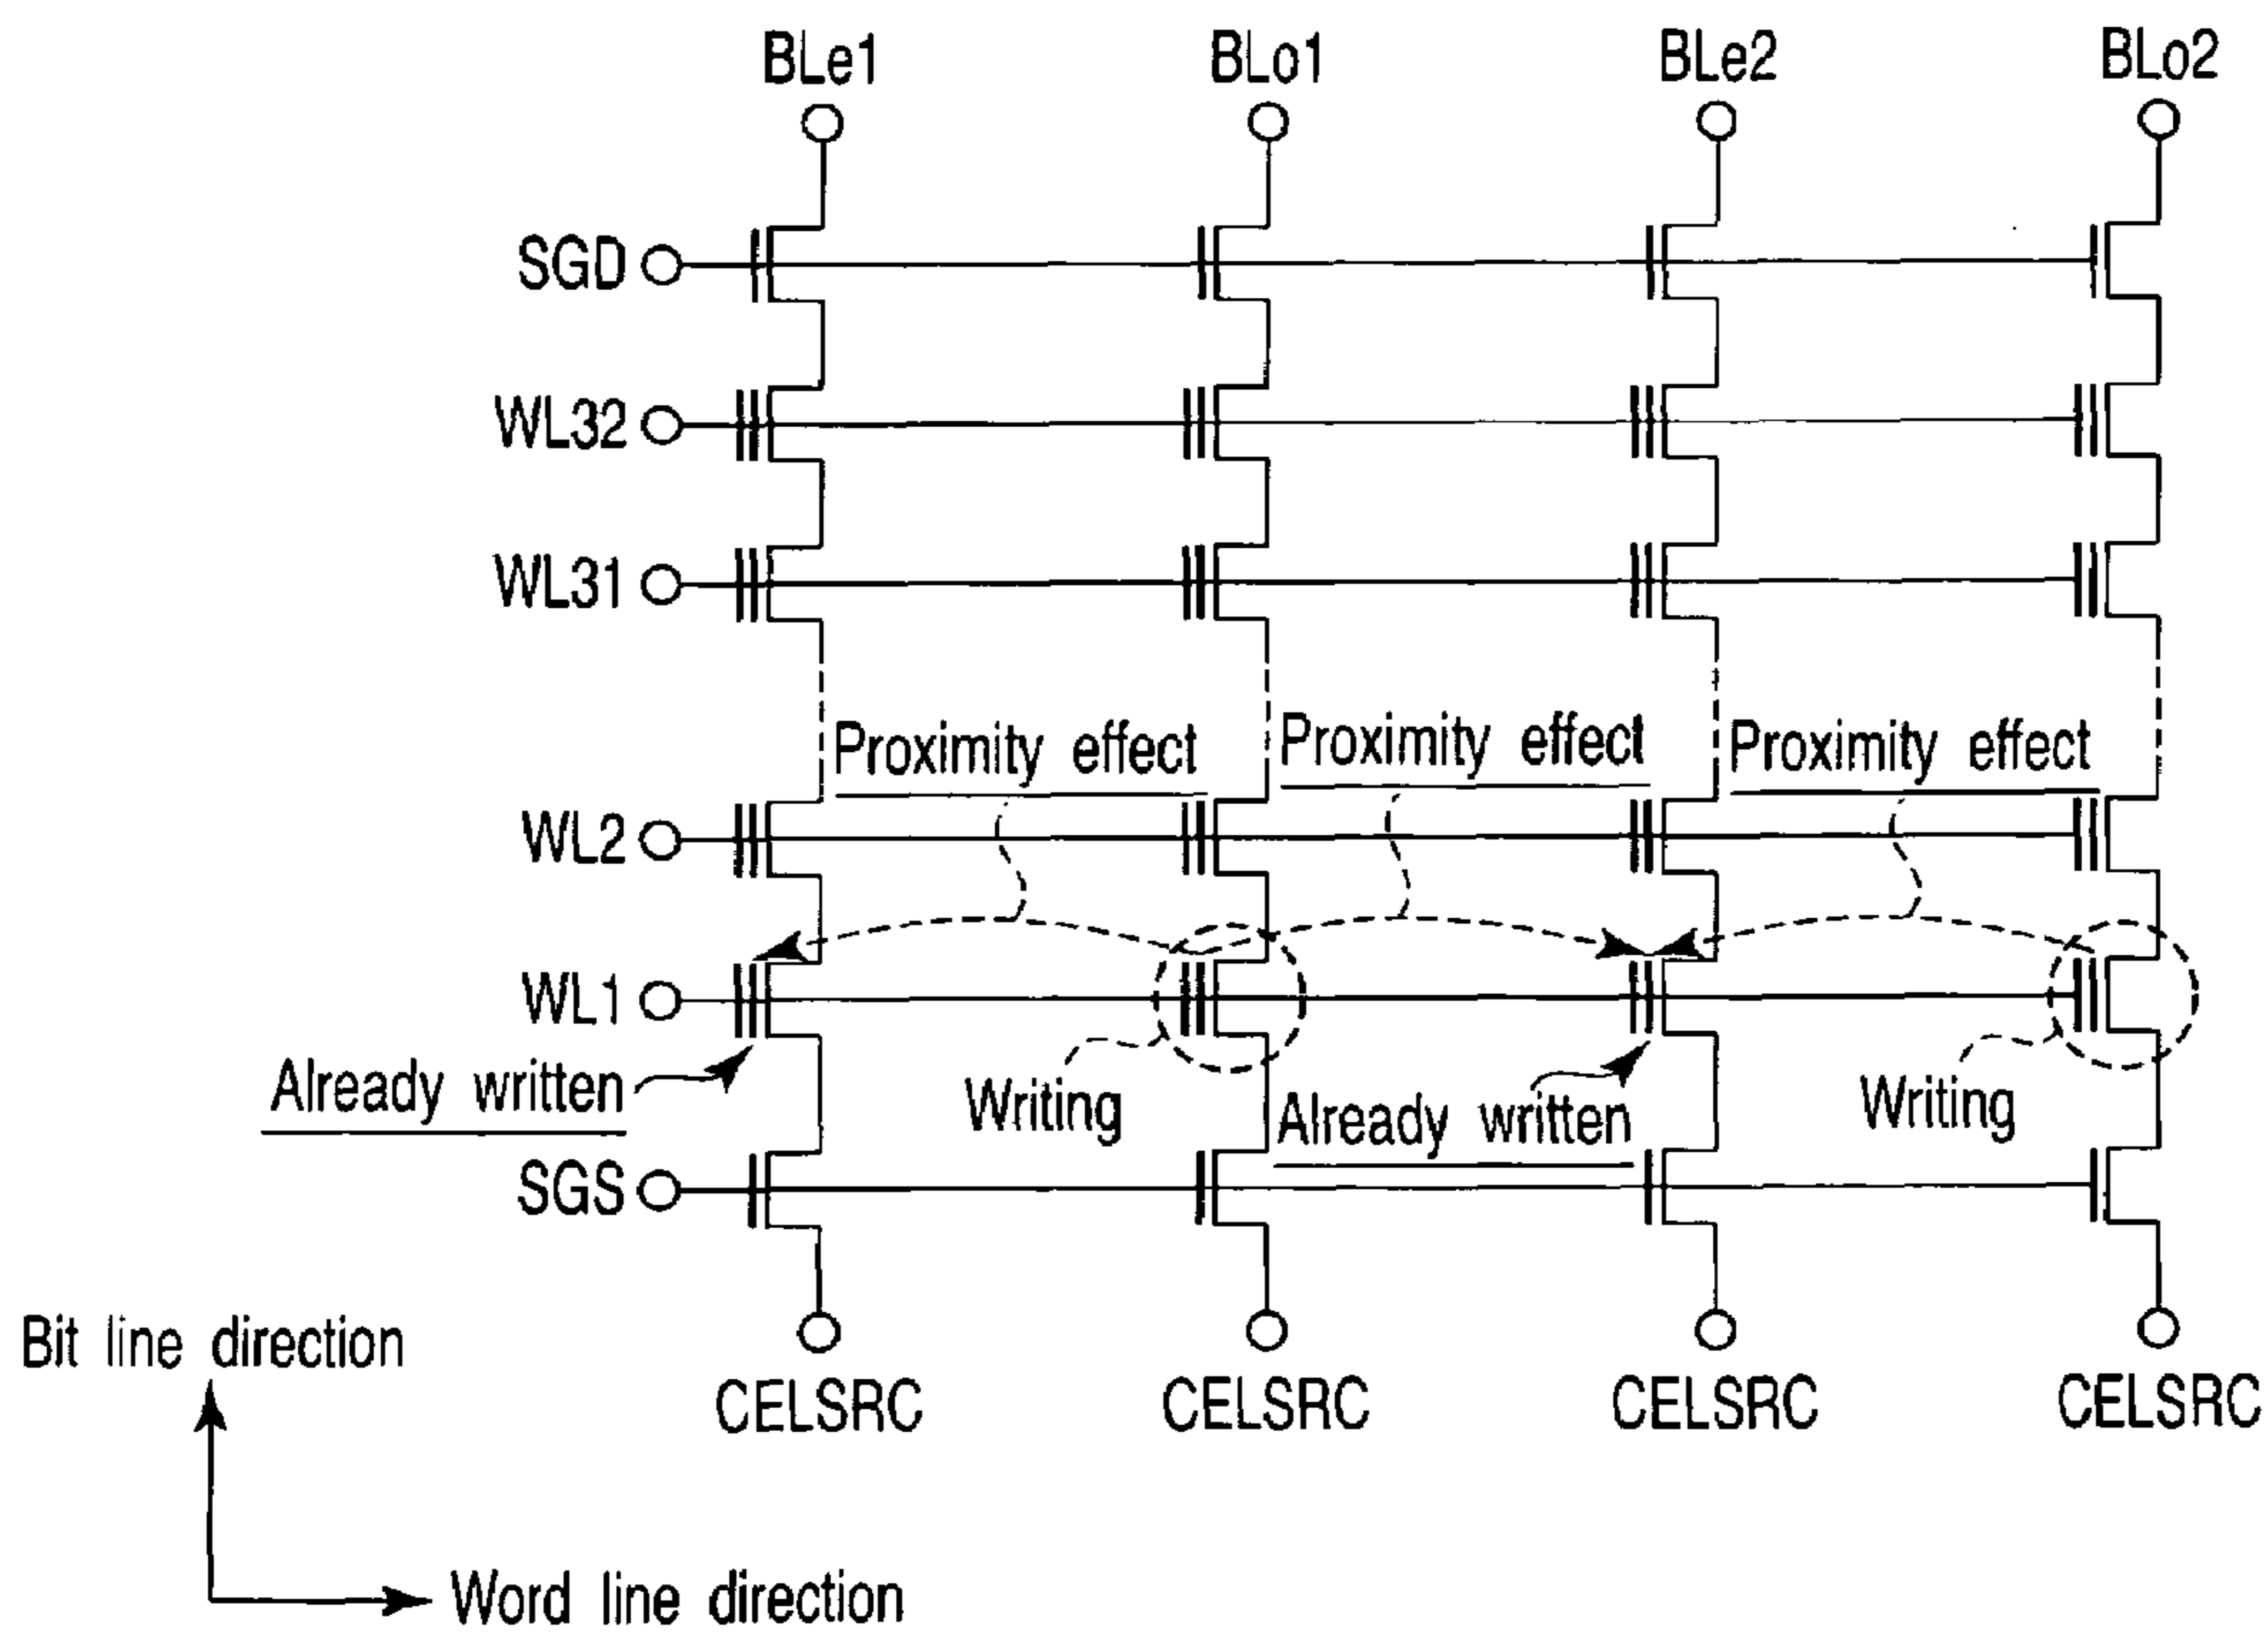 BLe1 BLo1 BLe2 BLo2
SGD
WL32
WL31
Proximity effect Proximity effect Proximity effect
WL2
WL1
Already written Writing Already written Writing
SGS
Bit line direction
CELSRC CELSRC CELSRC CELSRC
Word line direction